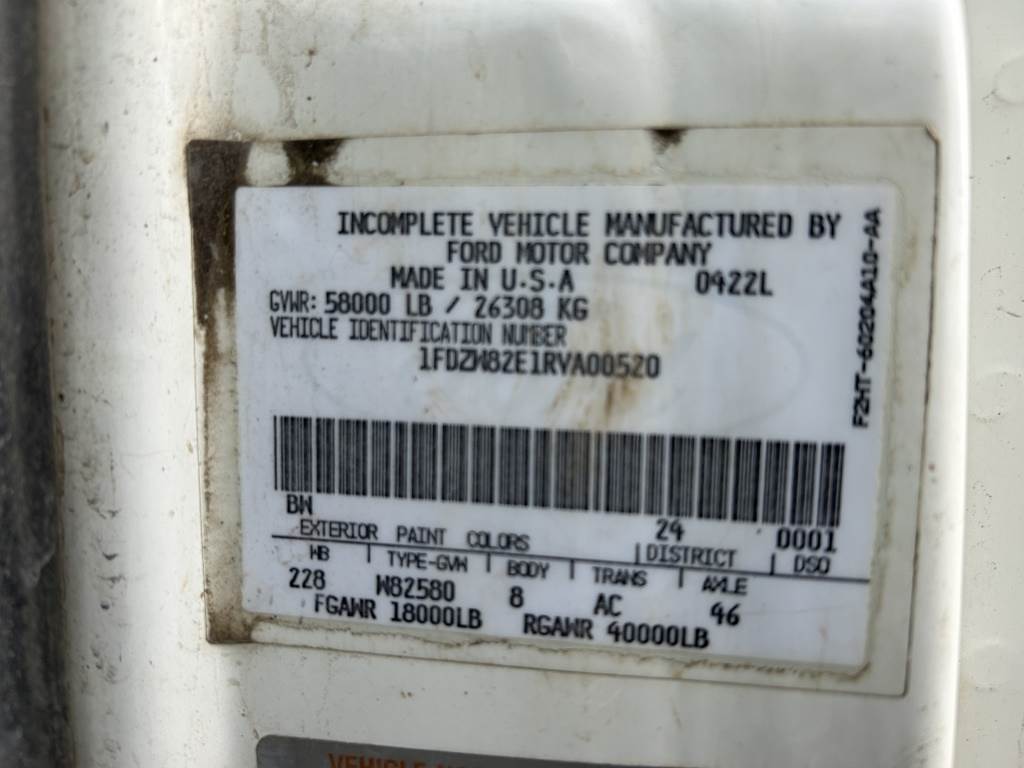 INCOMPLETE VEHICLE MANUFACTURED BY
FORD MOTOR COMPANY
MADE IN U.S.A 0422L
GVWR: 58000 LB / 26308 KG
VEHICLE IDENTIFICATION NUMBER
1FDZW82E1RVA00520
F2HT-60204A10-AA
BW 24 0001
EXTERIOR PAINT COLORS DISTRICT DSO
WB TYPE-GVW BODY TRANS AXLE
228 W82580 8 AC 46
FGAWR 18000LB RGAWR 40000LB
VEHICLE